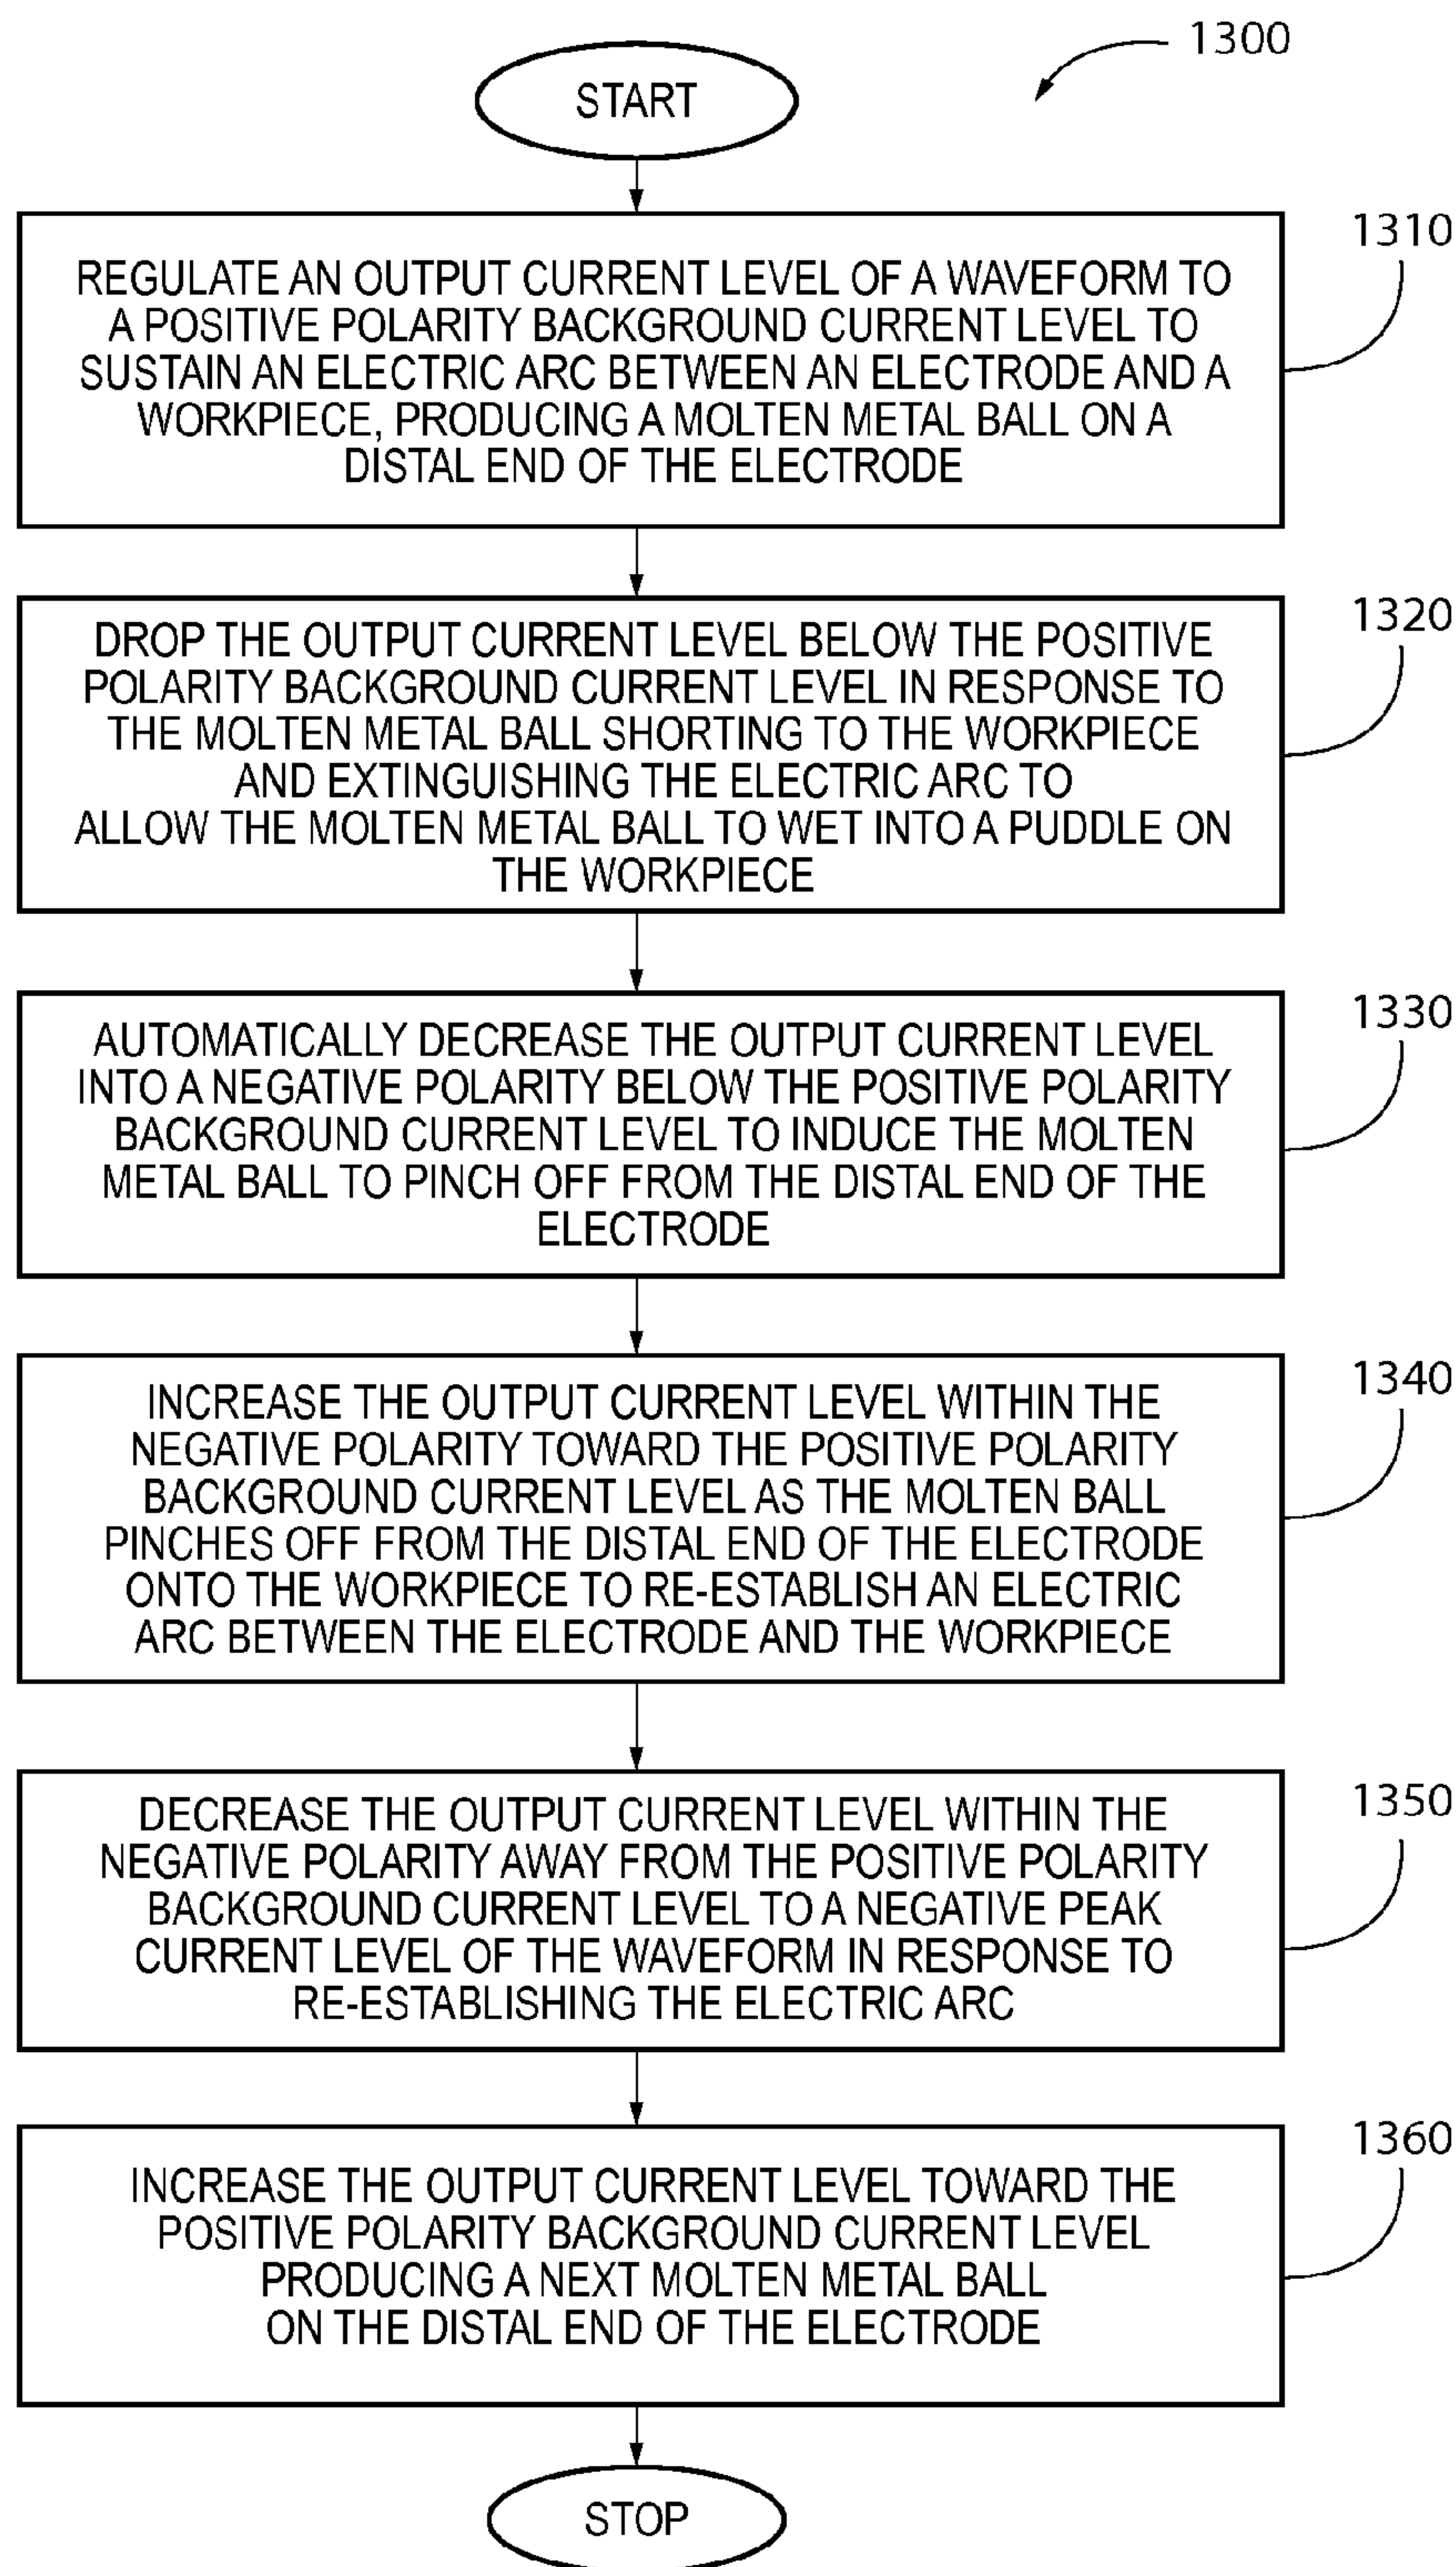 1300
START
1310
REGULATE AN OUTPUT CURRENT LEVEL OF A WAVEFORM TO
A POSITIVE POLARITY BACKGROUND CURRENT LEVEL TO
SUSTAIN AN ELECTRIC ARC BETWEEN AN ELECTRODE AND A
WORKPIECE, PRODUCING A MOLTEN METAL BALL ON A
DISTAL END OF THE ELECTRODE
1320
DROP THE OUTPUT CURRENT LEVEL BELOW THE POSITIVE
POLARITY BACKGROUND CURRENT LEVEL IN RESPONSE TO
THE MOLTEN METAL BALL SHORTING TO THE WORKPIECE
AND EXTINGUISHING THE ELECTRIC ARC TO
ALLOW THE MOLTEN METAL BALL TO WET INTO A PUDDLE ON
THE WORKPIECE
1330
AUTOMATICALLY DECREASE THE OUTPUT CURRENT LEVEL
INTO A NEGATIVE POLARITY BELOW THE POSITIVE POLARITY
BACKGROUND CURRENT LEVEL TO INDUCE THE MOLTEN
METAL BALL TO PINCH OFF FROM THE DISTAL END OF THE
ELECTRODE
1340
INCREASE THE OUTPUT CURRENT LEVEL WITHIN THE
NEGATIVE POLARITY TOWARD THE POSITIVE POLARITY
BACKGROUND CURRENT LEVEL AS THE MOLTEN BALL
PINCHES OFF FROM THE DISTAL END OF THE ELECTRODE
ONTO THE WORKPIECE TO RE-ESTABLISH AN ELECTRIC
ARC BETWEEN THE ELECTRODE AND THE WORKPIECE
1350
DECREASE THE OUTPUT CURRENT LEVEL WITHIN THE
NEGATIVE POLARITY AWAY FROM THE POSITIVE POLARITY
BACKGROUND CURRENT LEVEL TO A NEGATIVE PEAK
CURRENT LEVEL OF THE WAVEFORM IN RESPONSE TO
RE-ESTABLISHING THE ELECTRIC ARC
1360
INCREASE THE OUTPUT CURRENT LEVEL TOWARD THE
POSITIVE POLARITY BACKGROUND CURRENT LEVEL
PRODUCING A NEXT MOLTEN METAL BALL
ON THE DISTAL END OF THE ELECTRODE
STOP